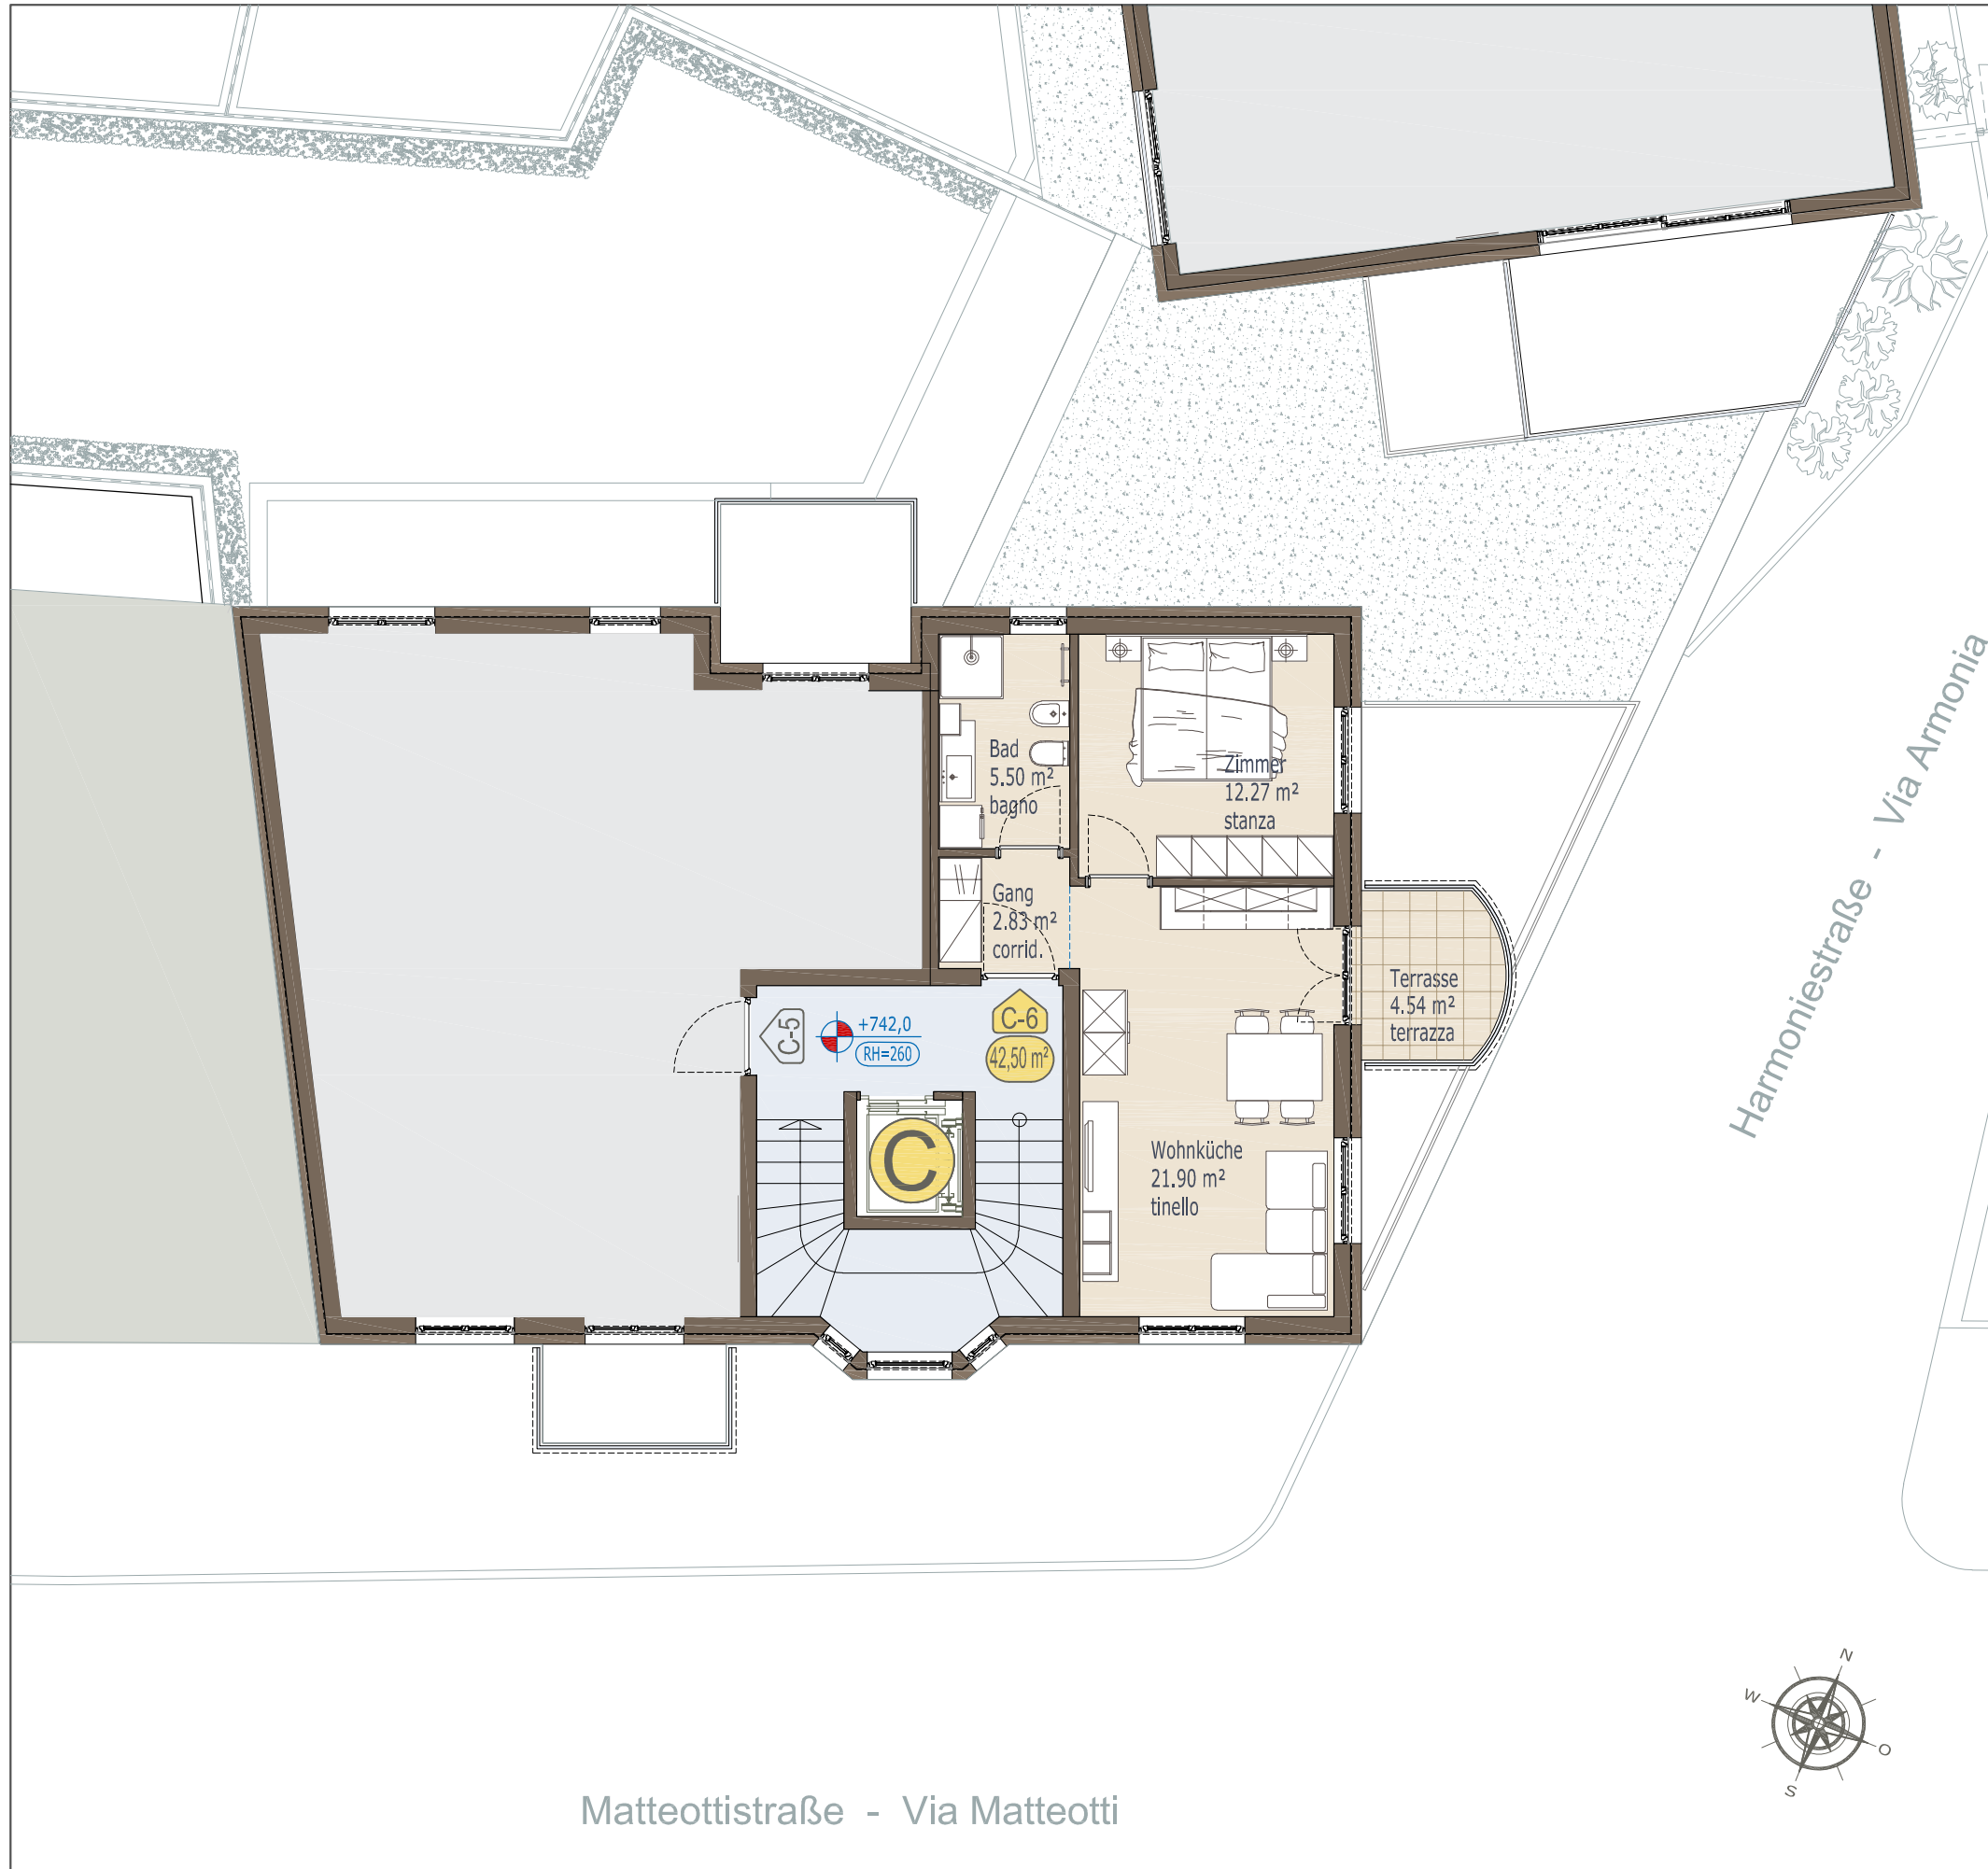 Bad
5.50 m²
bagno
Zimmer
12.27 m²
stanza
Gang
2.83 m²
corrid.
Terrasse
4.54 m²
terrazza
C-5
+742,0
RH=260
C-6
42,50 m²
C
Wohnküche
21.90 m²
tinello
Harmoniestraße - Via Armonia
N
W
O
S
Matteottistraße - Via Matteotti